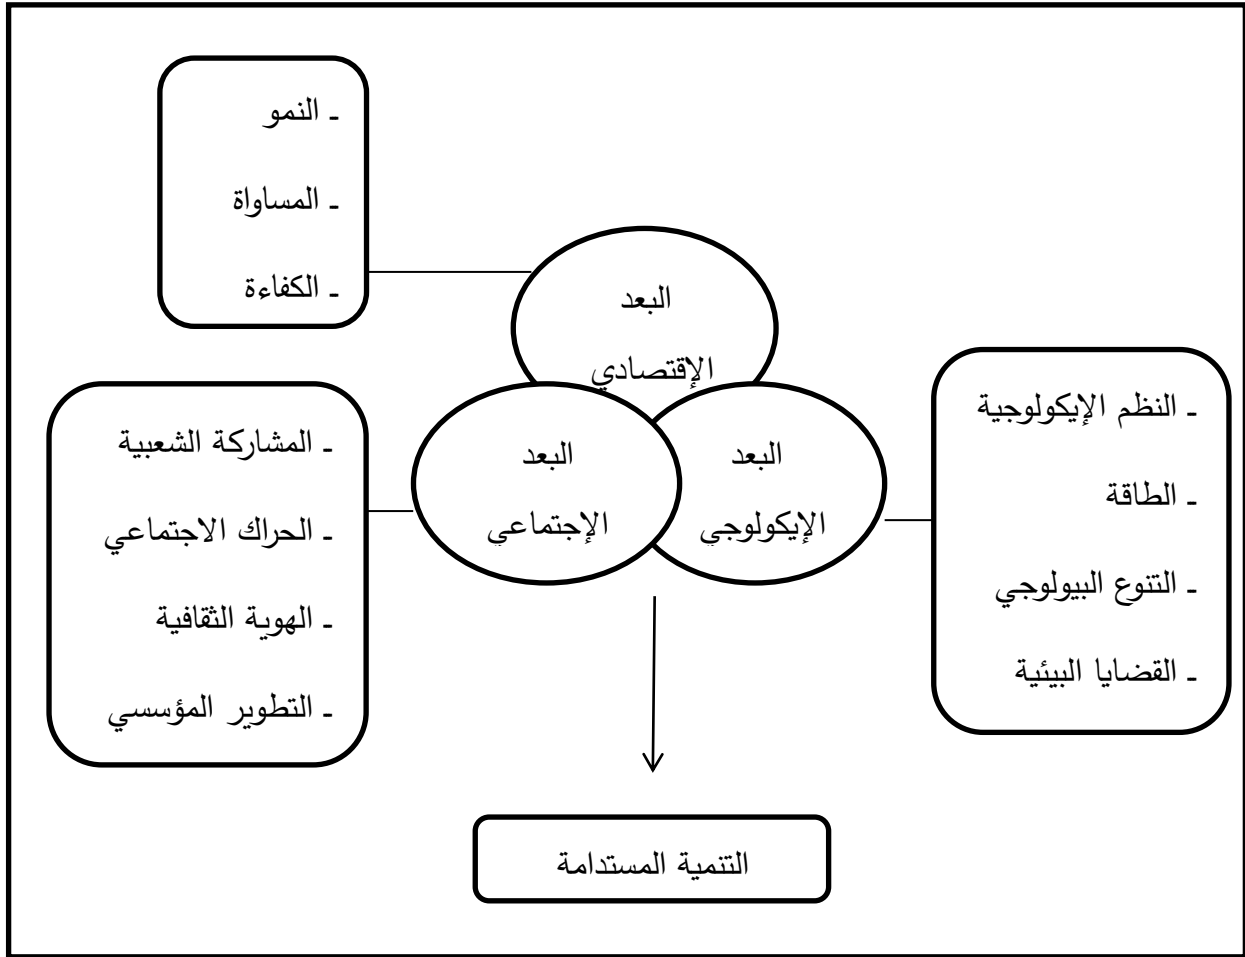 ـ النمو
ـ المساواة
ـ الكفاءة
البعد
الإقتصادي
ـ النظم الإيكولوجية
ـ الطاقة
ـ التنوع البيولوجي
ـ القضايا البيئية
البعد
الإيكولوجي
البعد
الإجتماعي
ـ المشاركة الشعبية
ـ الحراك الاجتماعي
ـ الهوية الثقافية
ـ التطوير المؤسسي
التنمية المستدامة